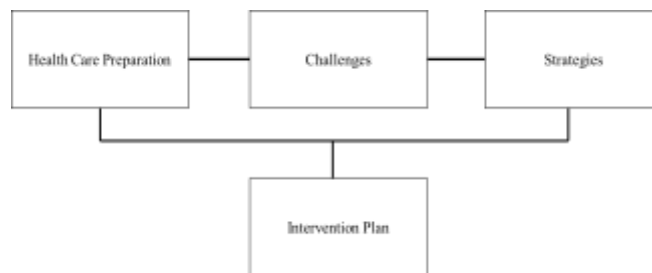 Health Care Preparation
Challenges
Strategies
Intervention Plan